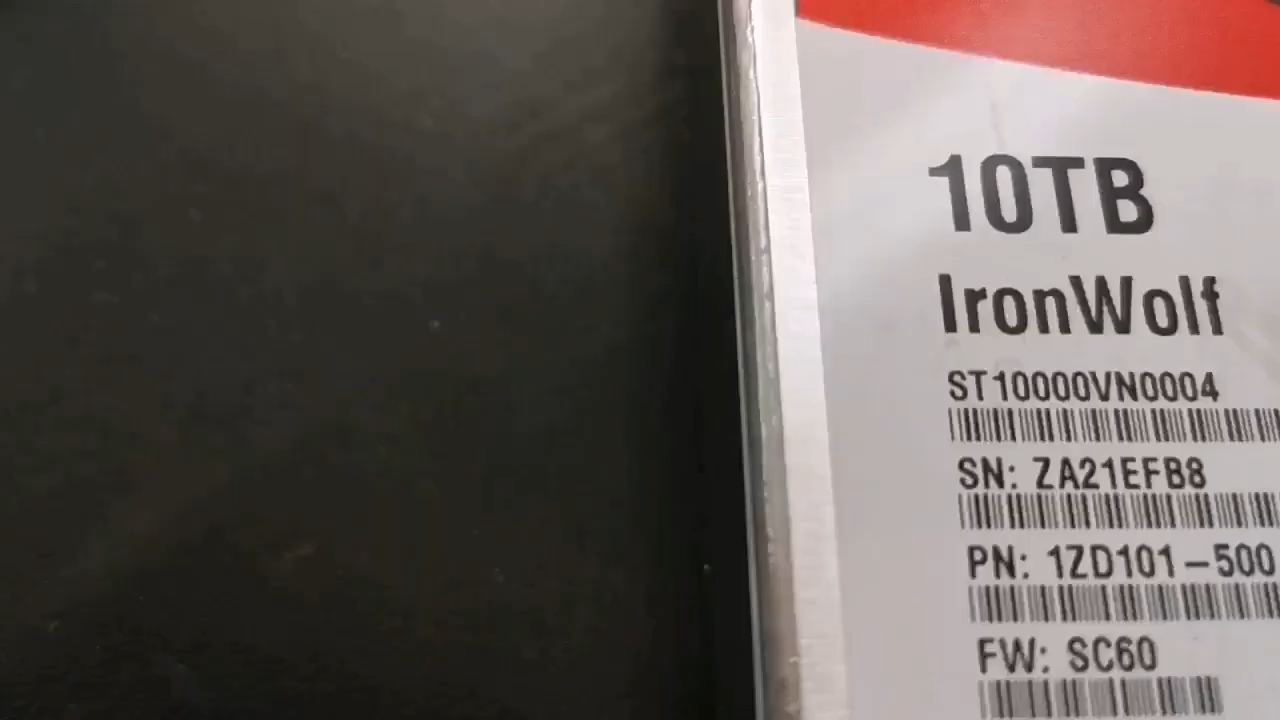 10TB
IronWolf
ST10000VN0004
SN: ZA21EFB8
PN: 1ZD101-500
FW: SC60